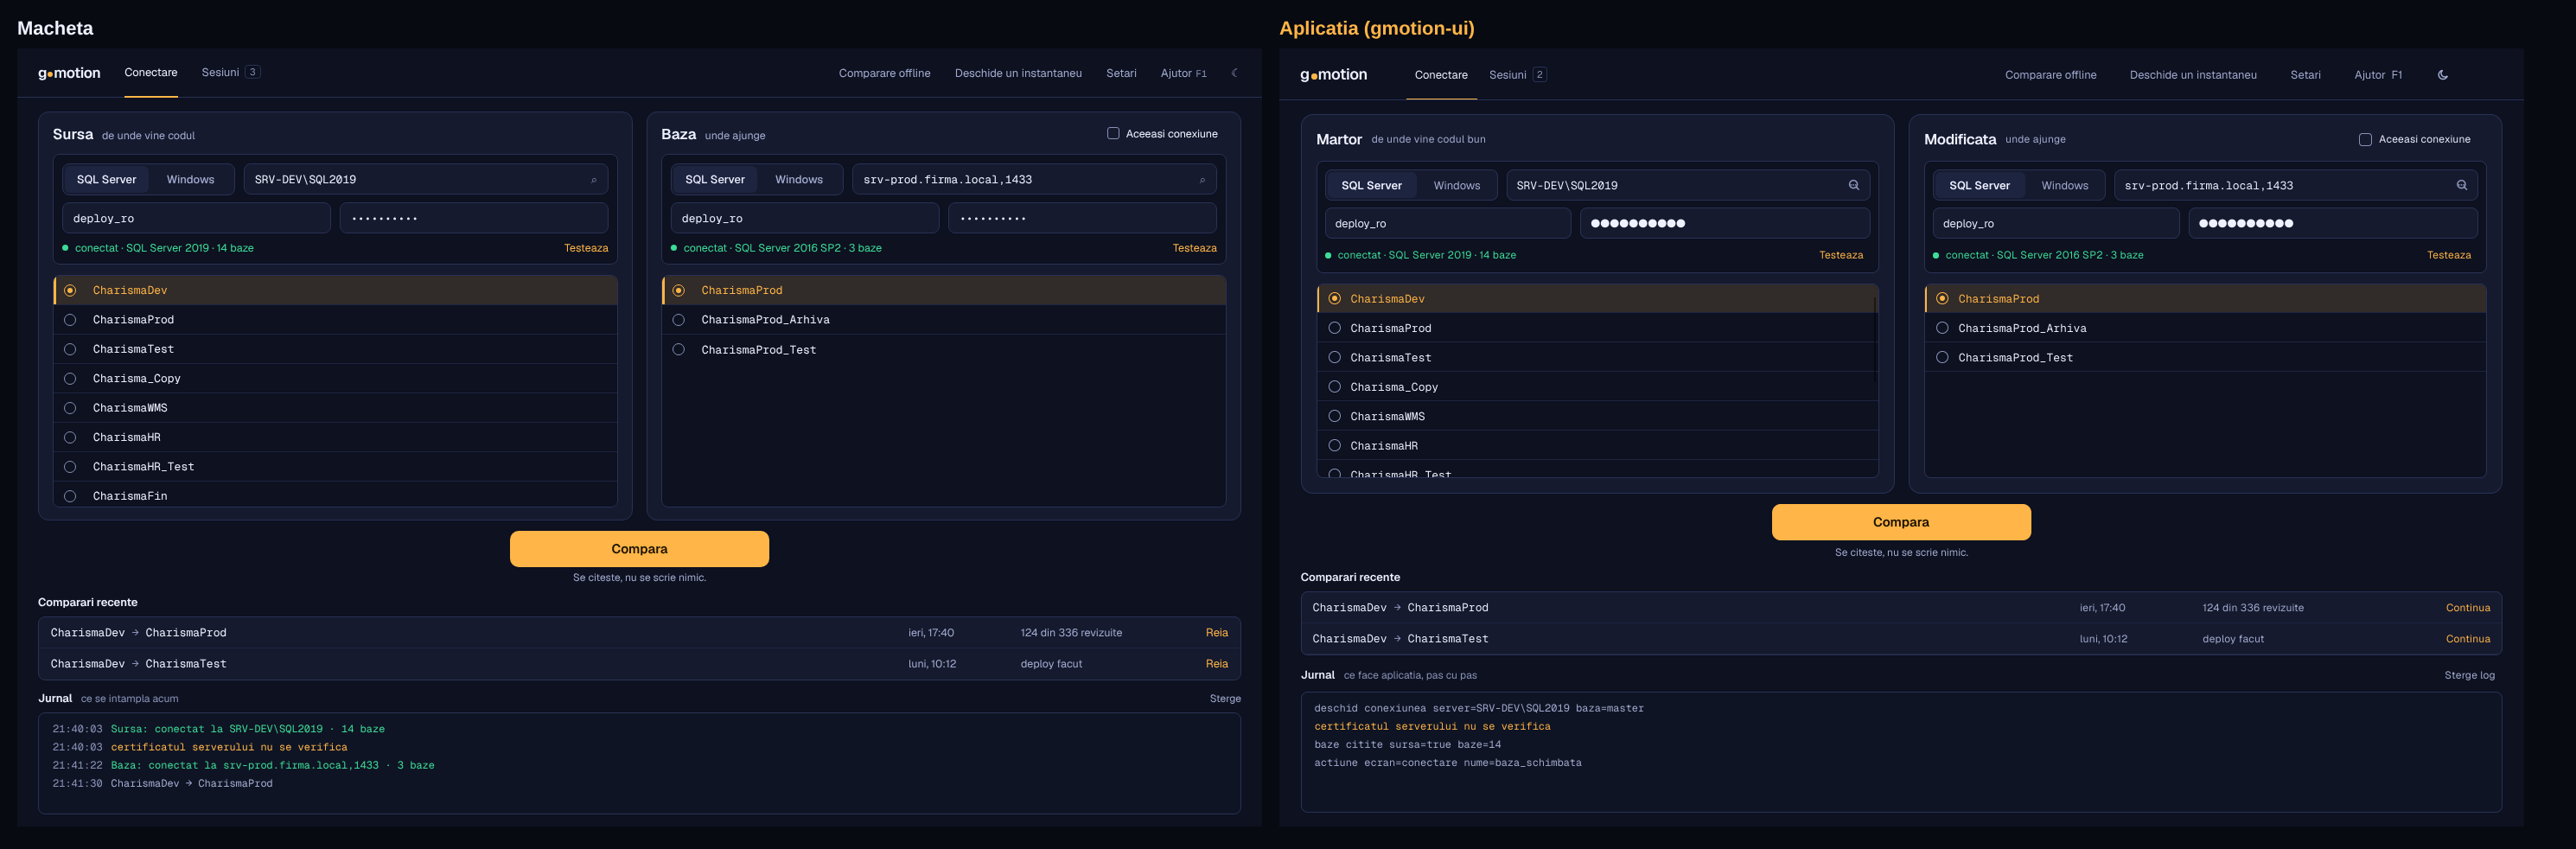 Macheta
g•motion Conectare Sesiuni 3 Comparare offline Deschide un instantaneu Setari Ajutor F1
Sursa de unde vine codul
SQL Server Windows SRV-DEV\SQL2019
deploy_ro ••••••••••
conectat · SQL Server 2019 · 14 baze Testeaza
CharismaDev
CharismaProd
CharismaTest
Charisma_Copy
CharismaWMS
CharismaHR
CharismaHR_Test
CharismaFin
Baza unde ajunge Aceeasi conexiune
SQL Server Windows srv-prod.firma.local,1433
deploy_ro ••••••••••
conectat · SQL Server 2016 SP2 · 3 baze Testeaza
CharismaProd
CharismaProd_Arhiva
CharismaProd_Test
Compara
Se citeste, nu se scrie nimic.
Comparari recente
CharismaDev → CharismaProd ieri, 17:40 124 din 336 revizuite Reia
CharismaDev → CharismaTest luni, 10:12 deploy facut Reia
Jurnal ce se intampla acum Sterge
21:40:03 Sursa: conectat la SRV-DEV\SQL2019 · 14 baze
21:40:03 certificatul serverului nu se verifica
21:41:22 Baza: conectat la srv-prod.firma.local,1433 · 3 baze
21:41:30 CharismaDev → CharismaProd
Aplicatia (gmotion-ui)
g•motion Conectare Sesiuni 2 Comparare offline Deschide un instantaneu Setari Ajutor F1
Martor de unde vine codul bun
SQL Server Windows SRV-DEV\SQL2019
deploy_ro ●●●●●●●●●●
conectat · SQL Server 2019 · 14 baze Testeaza
CharismaDev
CharismaProd
CharismaTest
Charisma_Copy
CharismaWMS
CharismaHR
CharismaHR_Test
Modificata unde ajunge Aceeasi conexiune
SQL Server Windows srv-prod.firma.local,1433
deploy_ro ●●●●●●●●●●
conectat · SQL Server 2016 SP2 · 3 baze Testeaza
CharismaProd
CharismaProd_Arhiva
CharismaProd_Test
Compara
Se citeste, nu se scrie nimic.
Comparari recente
CharismaDev → CharismaProd ieri, 17:40 124 din 336 revizuite Continua
CharismaDev → CharismaTest luni, 10:12 deploy facut Continua
Jurnal ce face aplicatia, pas cu pas Sterge log
deschid conexiunea server=SRV-DEV\SQL2019 baza=master
certificatul serverului nu se verifica
baze citite sursa=true baze=14
actiune ecran=conectare nume=baza_schimbata